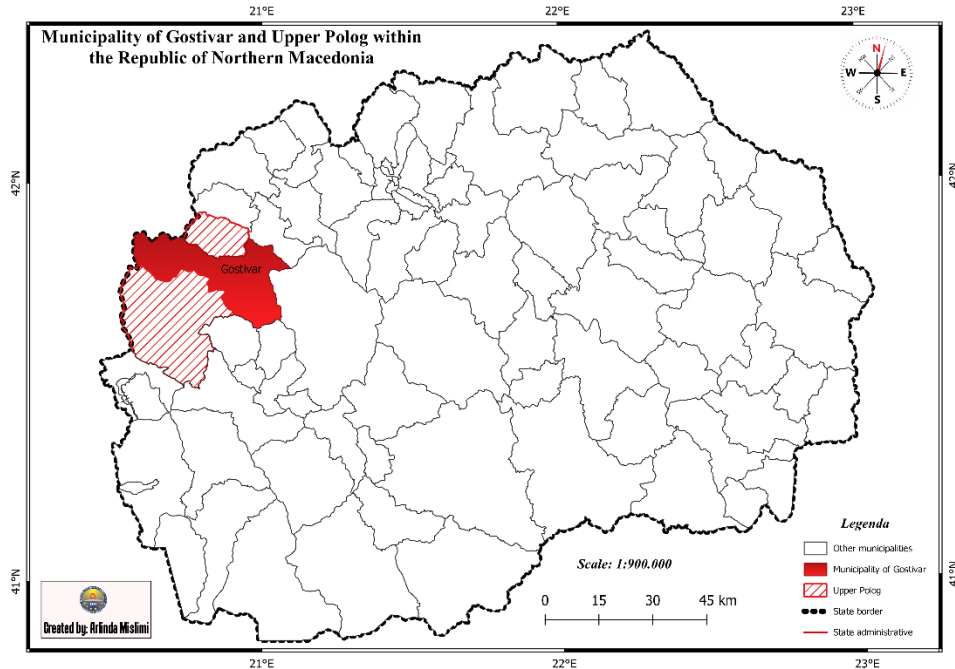 21°E 22°E 23°E
Municipality of Gostivar and Upper Polog within
the Republic of Northern Macedonia
N
W E
S
42°N 42°N
Gostivar
Legenda
Other municipalities
Municipality of Gostivar
Upper Polog
State border
State administrative
Scale: 1:900.000
0 15 30 45 km
41°N 41°N
Created by: Arlinda Mislimi
21°E 22°E 23°E